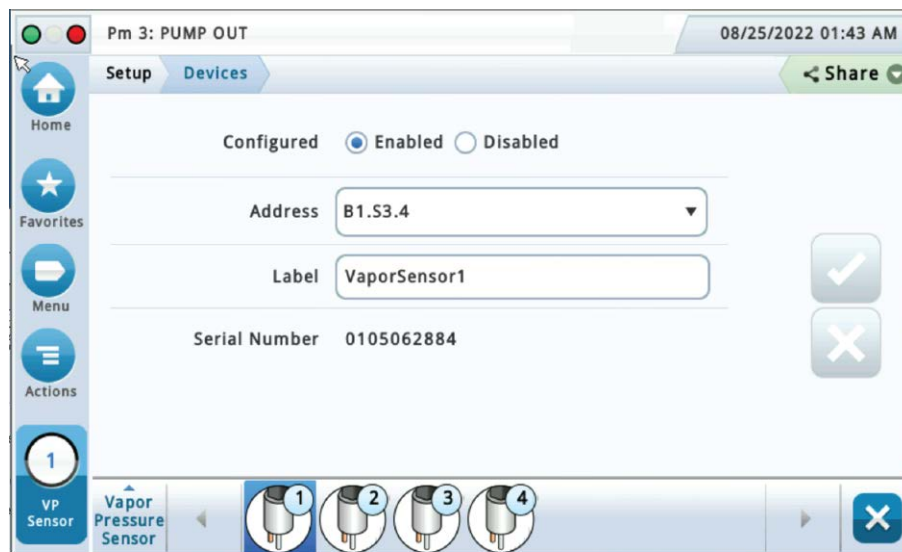 Pm 3: PUMP OUT
08/25/2022 01:43 AM
Setup
Devices
Share
Home
Favorites
Menu
Actions
1
VP
Sensor
Configured
Enabled
Disabled
Address
B1.S3.4
Label
VaporSensor1
Serial Number
0105062884
Vapor
Pressure
Sensor
1
2
3
4